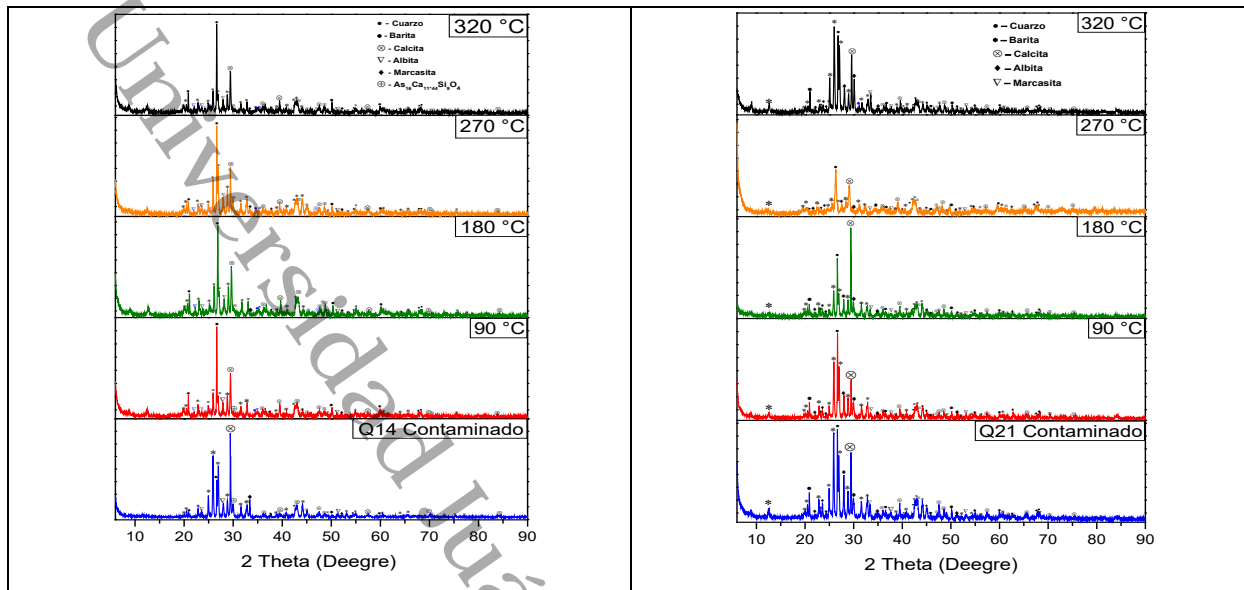 320 °C
• - Cuarzo
• - Barita
⊗ - Calcita
▽ - Albita
◆ - Marcasita
⊕ - As₁₆Ca₁₁.₄₄Si₉O₄
270 °C
180 °C
90 °C
Q14 Contaminado
10 20 30 40 50 60 70 80 90
2 Theta (Deegre)
320 °C
• – Cuarzo
• – Barita
⊗ – Calcita
◆ – Albita
▽ – Marcasita
270 °C
180 °C
90 °C
Q21 Contaminado
10 20 30 40 50 60 70 80 90
2 Theta (Deegre)
Universidad Juá